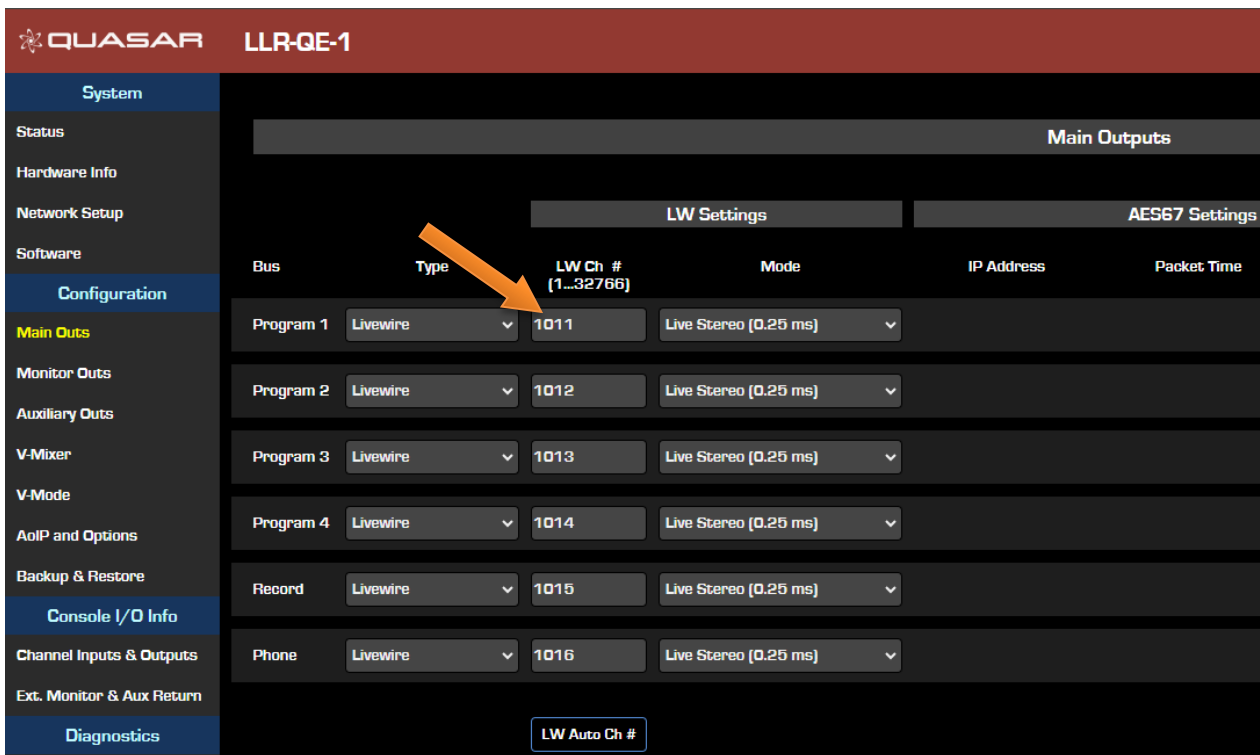 QUASAR LLR-QE-1
System
Status
Main Outputs
Hardware Info
Network Setup
LW Settings AES67 Settings
Software
Bus Type LW Ch # Mode IP Address Packet Time
(1...32766)
Configuration
Program 1 Livewire 1011 Live Stereo (0.25 ms)
Main Outs
Monitor Outs
Program 2 Livewire 1012 Live Stereo (0.25 ms)
Auxiliary Outs
V-Mixer
Program 3 Livewire 1013 Live Stereo (0.25 ms)
V-Mode
Program 4 Livewire 1014 Live Stereo (0.25 ms)
AoIP and Options
Backup & Restore
Record Livewire 1015 Live Stereo (0.25 ms)
Console I/O Info
Channel Inputs & Outputs
Phone Livewire 1016 Live Stereo (0.25 ms)
Ext. Monitor & Aux Return
Diagnostics
LW Auto Ch #